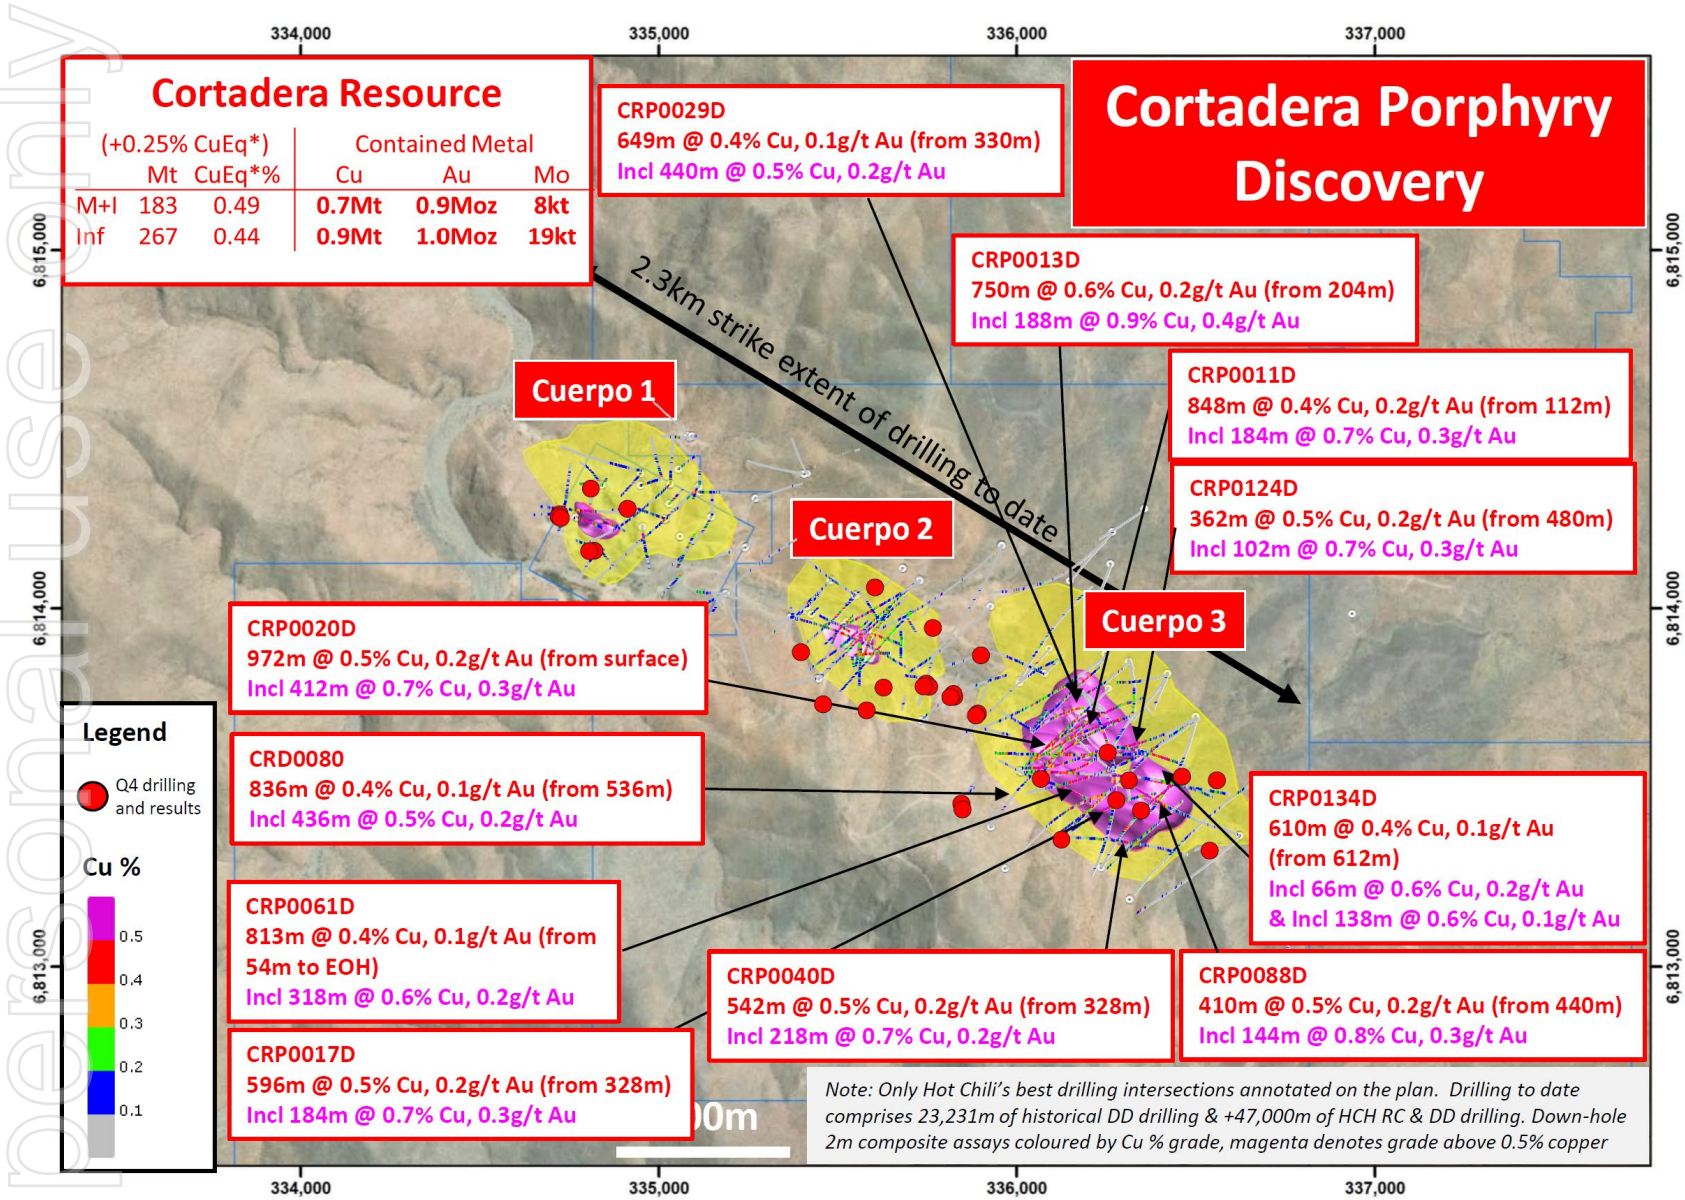 personal use only
334,000
335,000
336,000
337,000
Cortadera Resource
(+0.25% CuEq*)
Contained Metal
Mt CuEq*% Cu Au Mo
M+I 183 0.49 0.7Mt 0.9Moz 8kt
Inf 267 0.44 0.9Mt 1.0Moz 19kt
CRP0029D
649m @ 0.4% Cu, 0.1g/t Au (from 330m)
Incl 440m @ 0.5% Cu, 0.2g/t Au
Cortadera Porphyry
Discovery
6,815,000
6,815,000
CRP0013D
750m @ 0.6% Cu, 0.2g/t Au (from 204m)
Incl 188m @ 0.9% Cu, 0.4g/t Au
2.3km strike extent of drilling to date
CRP0011D
848m @ 0.4% Cu, 0.2g/t Au (from 112m)
Incl 184m @ 0.7% Cu, 0.3g/t Au
Cuerpo 1
CRP0124D
362m @ 0.5% Cu, 0.2g/t Au (from 480m)
Incl 102m @ 0.7% Cu, 0.3g/t Au
Cuerpo 2
6,814,000
6,814,000
Cuerpo 3
CRP0020D
972m @ 0.5% Cu, 0.2g/t Au (from surface)
Incl 412m @ 0.7% Cu, 0.3g/t Au
CRD0080
836m @ 0.4% Cu, 0.1g/t Au (from 536m)
Incl 436m @ 0.5% Cu, 0.2g/t Au
Legend
Q4 drilling
and results
Cu %
0.5
0.4
0.3
0.2
0.1
CRP0134D
610m @ 0.4% Cu, 0.1g/t Au
(from 612m)
Incl 66m @ 0.6% Cu, 0.2g/t Au
& Incl 138m @ 0.6% Cu, 0.1g/t Au
CRP0061D
813m @ 0.4% Cu, 0.1g/t Au (from
54m to EOH)
Incl 318m @ 0.6% Cu, 0.2g/t Au
6,813,000
6,813,000
CRP0040D
542m @ 0.5% Cu, 0.2g/t Au (from 328m)
Incl 218m @ 0.7% Cu, 0.2g/t Au
CRP0088D
410m @ 0.5% Cu, 0.2g/t Au (from 440m)
Incl 144m @ 0.8% Cu, 0.3g/t Au
CRP0017D
596m @ 0.5% Cu, 0.2g/t Au (from 328m)
Incl 184m @ 0.7% Cu, 0.3g/t Au
Note: Only Hot Chili's best drilling intersections annotated on the plan. Drilling to date
comprises 23,231m of historical DD drilling & +47,000m of HCH RC & DD drilling. Down-hole
2m composite assays coloured by Cu % grade, magenta denotes grade above 0.5% copper
334,000
335,000
336,000
337,000